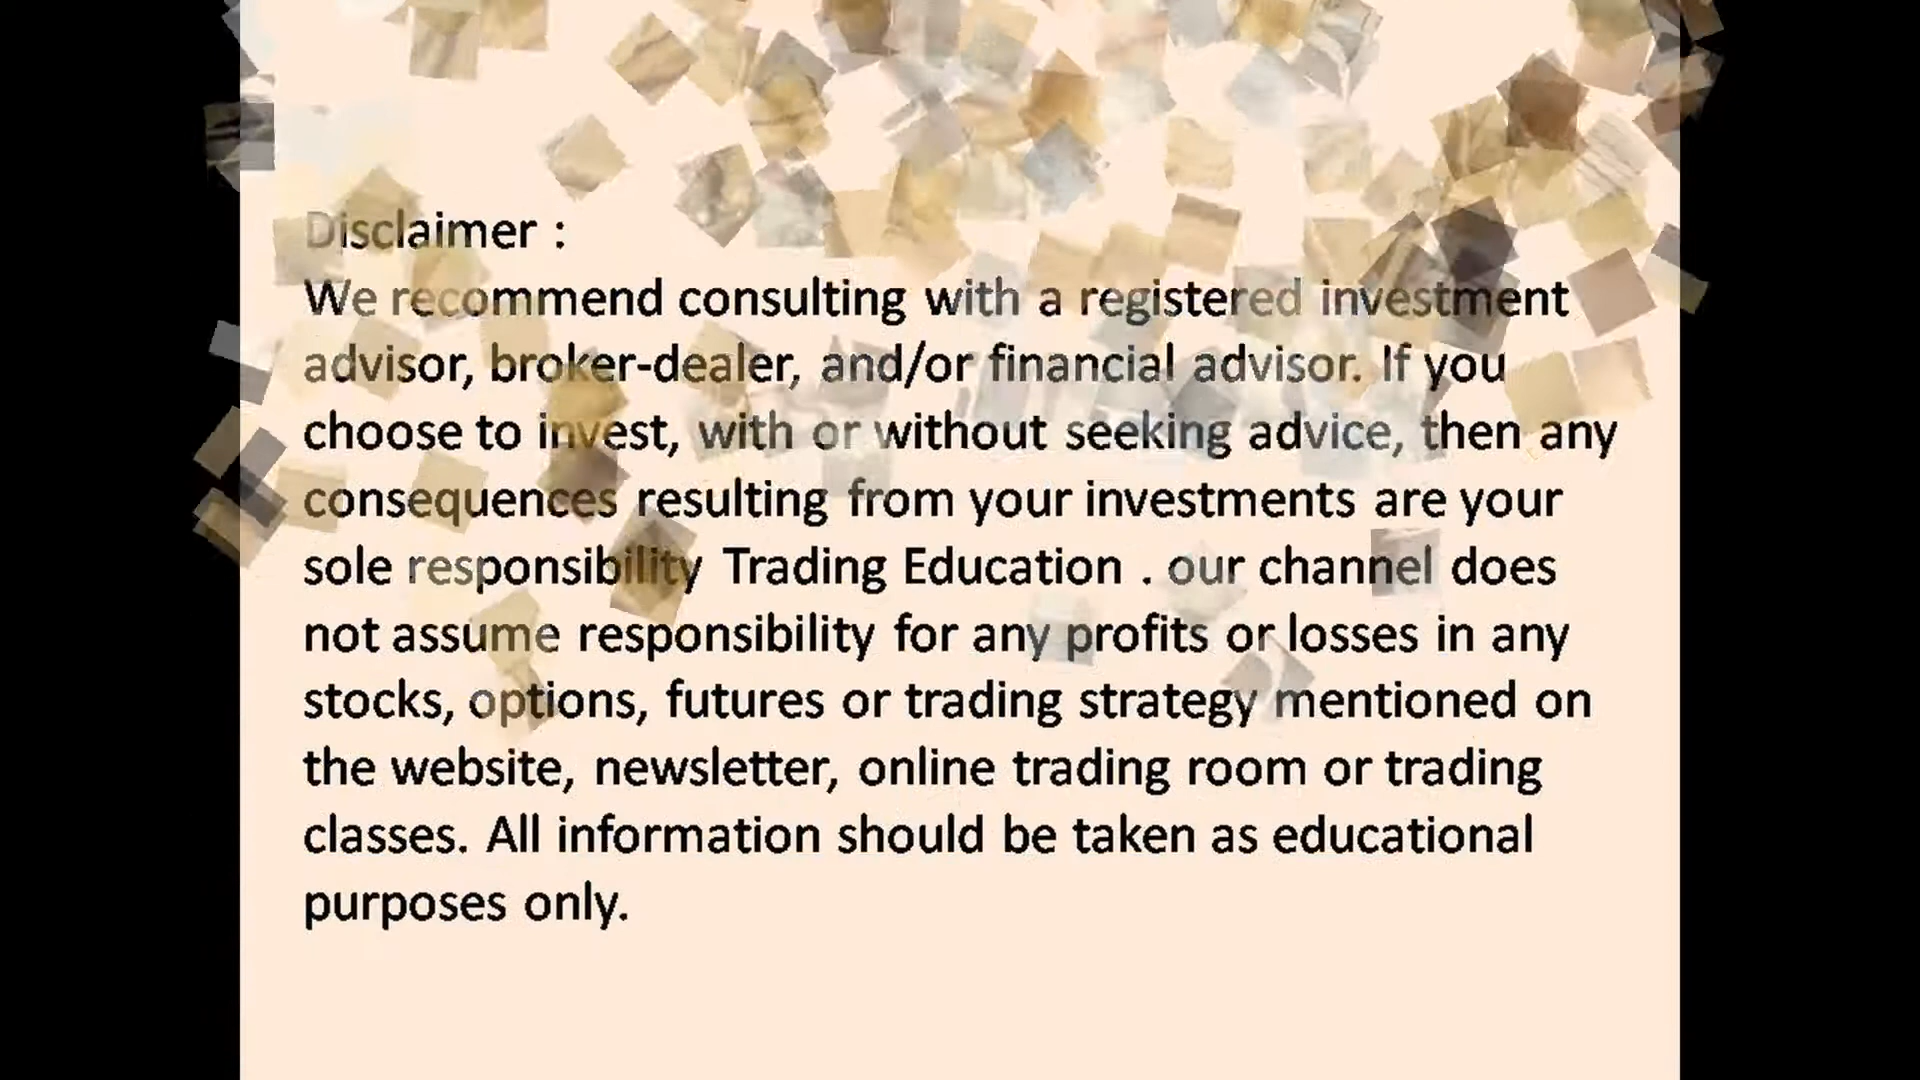 Disclaimer :
We recommend consulting with a registered investment
advisor, broker-dealer, and/or financial advisor. If you
choose to invest, with or without seeking advice, then any
consequences resulting from your investments are your
sole responsibility Trading Education . our channel does
not assume responsibility for any profits or losses in any
stocks, options, futures or trading strategy mentioned on
the website, newsletter, online trading room or trading
classes. All information should be taken as educational
purposes only.